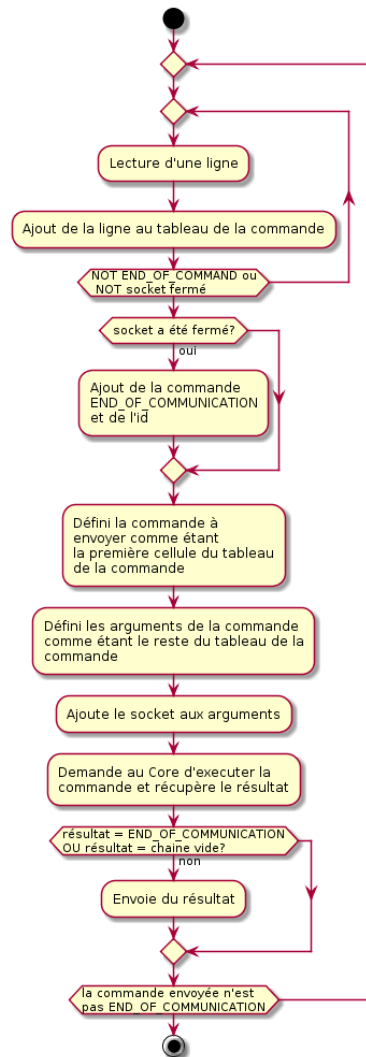 Lecture d'une ligne
Ajout de la ligne au tableau de la commande
NOT END_OF_COMMAND ou
NOT socket fermé
socket a été fermé?
oui
Ajout de la commande
END_OF_COMMUNICATION
et de l'id
Défini la commande à
envoyer comme étant
la première cellule du tableau
de la commande
Défini les arguments de la commande
comme étant le reste du tableau de la
commande
Ajoute le socket aux arguments
Demande au Core d'executer la
commande et récupère le résultat
résultat = END_OF_COMMUNICATION
OU résultat = chaine vide?
non
Envoie du résultat
la commande envoyée n'est
pas END_OF_COMMUNICATION